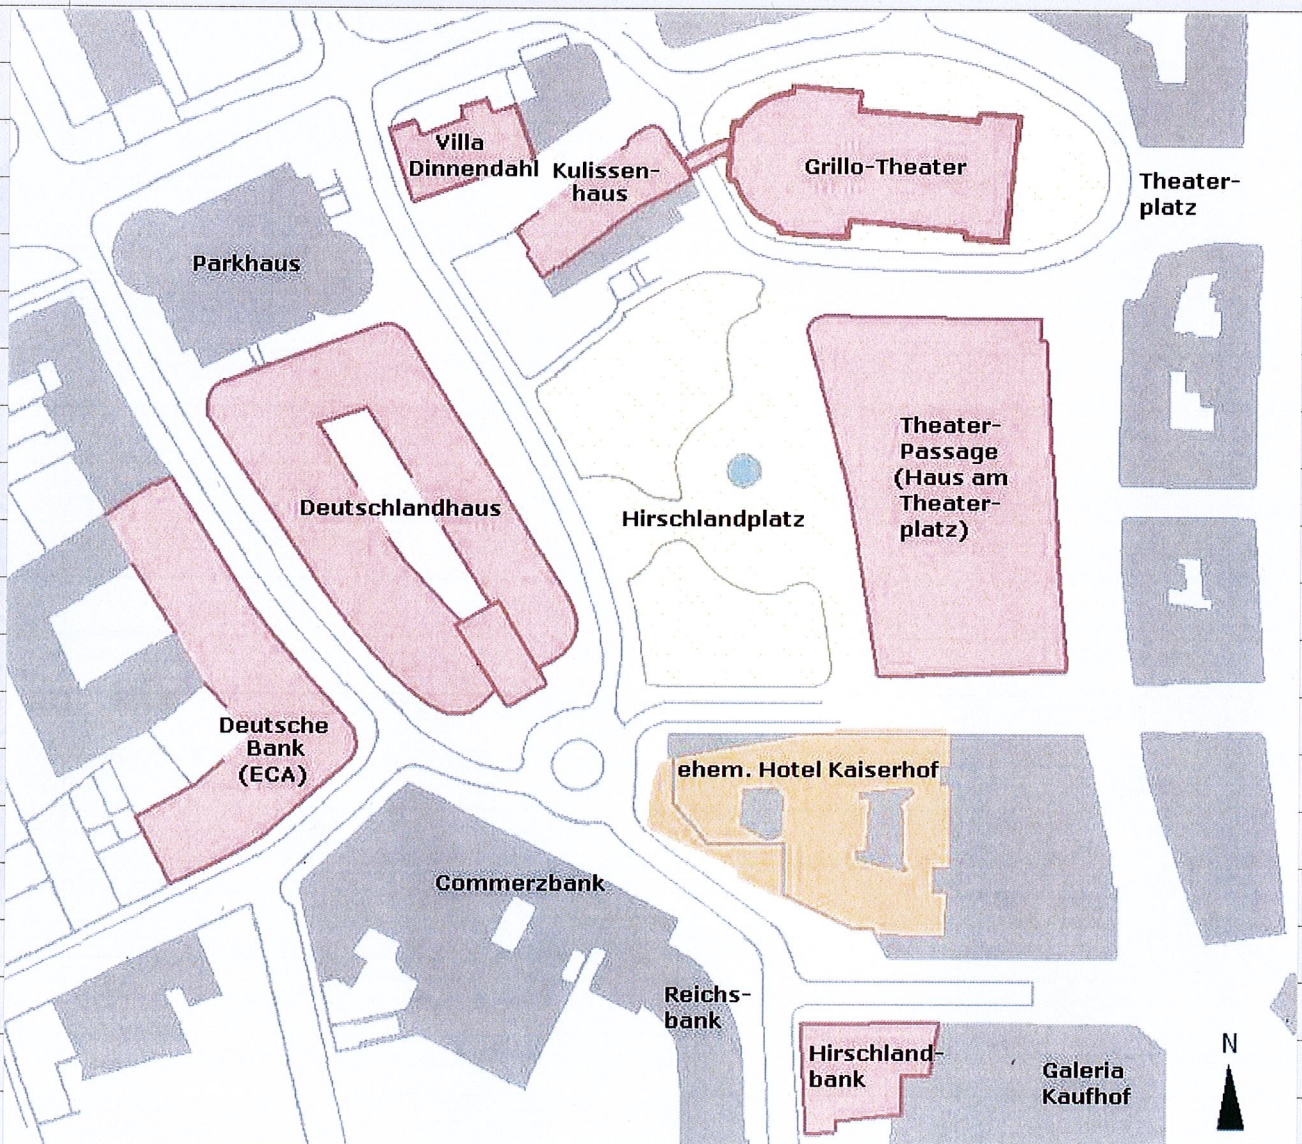 Villa
Dinnendahl
Kulissen-
haus
Grillo-Theater
Theater-
platz
Parkhaus
Theater-
Passage
(Haus am
Theater-
platz)
Deutschlandhaus
Hirschlandplatz
Deutsche
Bank
(ECA)
ehem. Hotel Kaiserhof
Commerzbank
Reichs-
bank
Hirschland-
bank
Galeria
Kaufhof
N